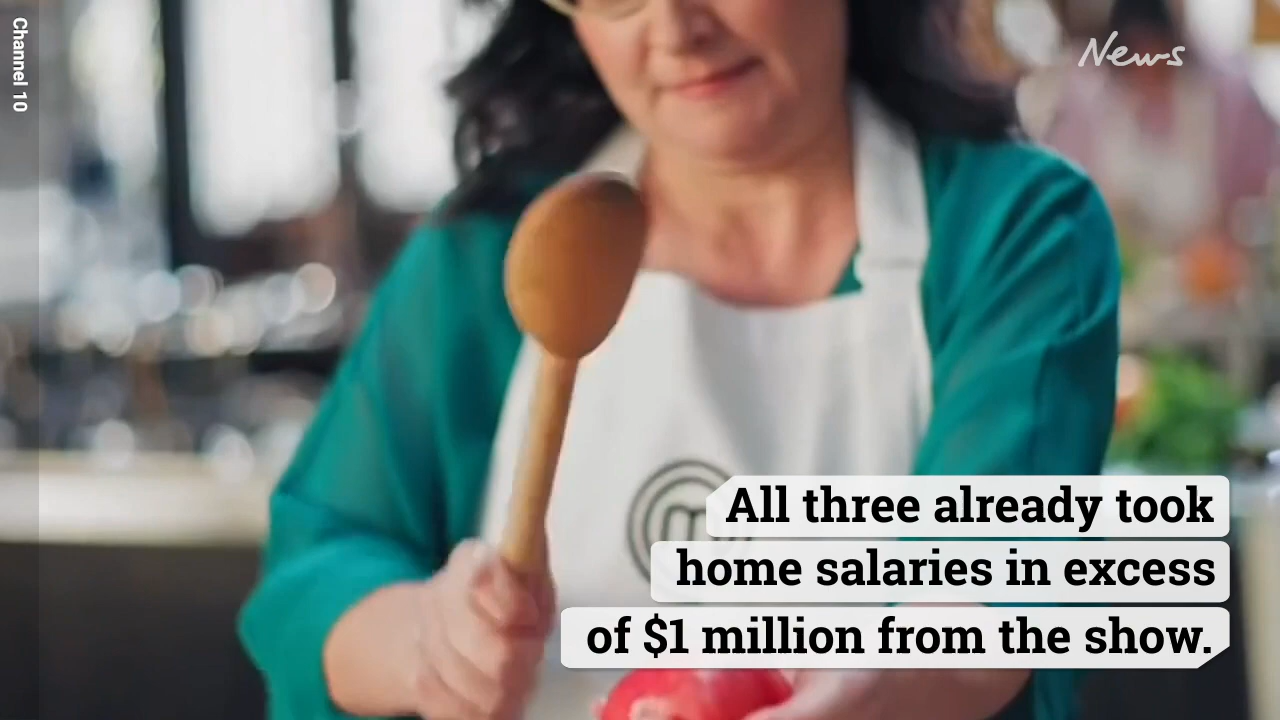 Channel 10
News
All three already took
home salaries in excess
of $1 million from the show.